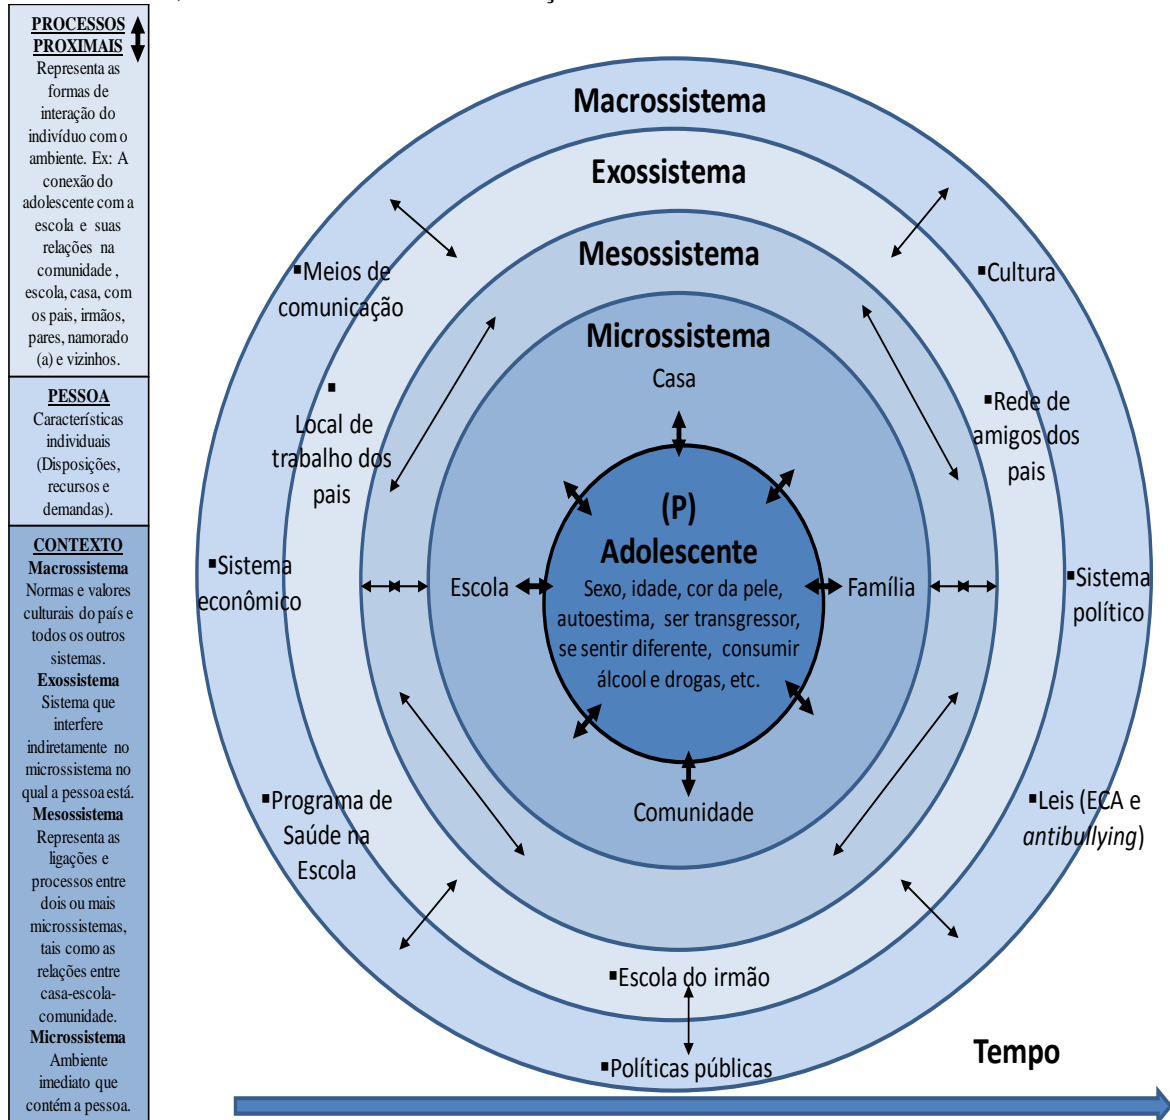 PROCESSOS
PROXIMAIS
Representa as
formas de
interação do
indivíduo com o
ambiente. Ex: A
conexão do
adolescente com a
escola e suas
relações na
comunidade ,
escola, casa, com
os pais, irmãos,
pares, namorado
(a) e vizinhos.
PESSOA
Características
individuais
(Disposições,
recursos e
demandas).
CONTEXTO
Macrossistema
Normas e valores
culturais do país e
todos os outros
sistemas.
Exossistema
Sistema que
interfere
indiretamente no
microssistema no
qual a pessoa está.
Mesossistema
Representa as
ligações e
processos entre
dois ou mais
microssistemas,
tais como as
relações entre
casa-escola-
comunidade.
Microssistema
Ambiente
imediato que
contém a pessoa.
Macrossistema
Exossistema
Mesossistema
Microssistema
Casa
▪Meios de
comunicação
▪Cultura
▪
Local de
trabalho dos
pais
▪Rede de
amigos dos
pais
(P)
Adolescente
Sexo, idade, cor da pele,
autoestima, ser transgressor,
se sentir diferente, consumir
álcool e drogas, etc.
▪Sistema
econômico
Escola
Família
▪Sistema
político
Comunidade
▪Programa de
Saúde na
Escola
▪Leis (ECA e
antibullying)
▪Escola do irmão
▪Políticas públicas
Tempo